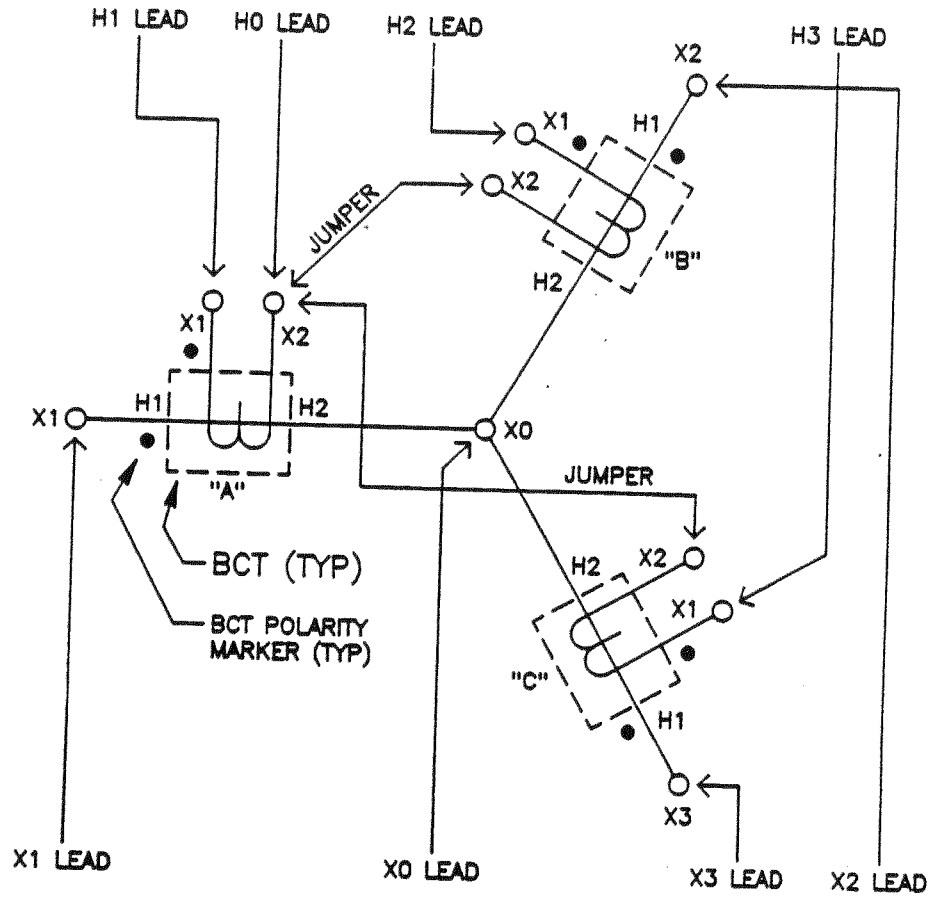 H1 LEAD
H0 LEAD
H2 LEAD
H3 LEAD
X2
X1
H1
X2
JUMPER
"B"
H2
X1
X2
X1
H1
H2
X0
"A"
JUMPER
BCT (TYP)
H2
X2
X1
BCT POLARITY
MARKER (TYP)
"C"
H1
X3
X1 LEAD
X0 LEAD
X3 LEAD
X2 LEAD